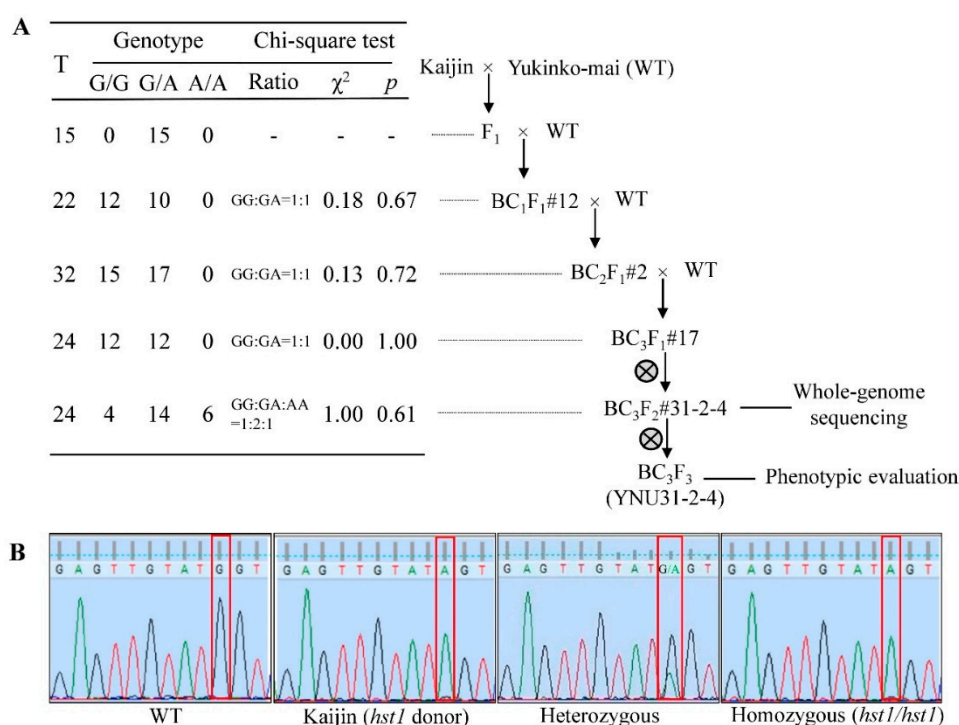 A
Genotype Chi-square test
T
G/G G/A A/A Ratio χ² p
Kaijin × Yukinko-mai (WT)
15 0 15 0 - - - F₁ × WT
22 12 10 0 GG:GA=1:1 0.18 0.67 BC₁F₁#12 × WT
32 15 17 0 GG:GA=1:1 0.13 0.72 BC₂F₁#2 × WT
24 12 12 0 GG:GA=1:1 0.00 1.00 BC₃F₁#17
24 4 14 6 GG:GA:AA 1.00 0.61 BC₃F₂#31-2-4 Whole-genome
=1:2:1 sequencing
BC₃F₃ Phenotypic evaluation
(YNU31-2-4)
B
G A G T T G T A T G G T G A G T T G T A T A G T G A G T T G T A T G/A G T G A G T T G T A T A G T
WT Kaijin (hst1 donor) Heterozygous Homozygous (hst1/hst1)